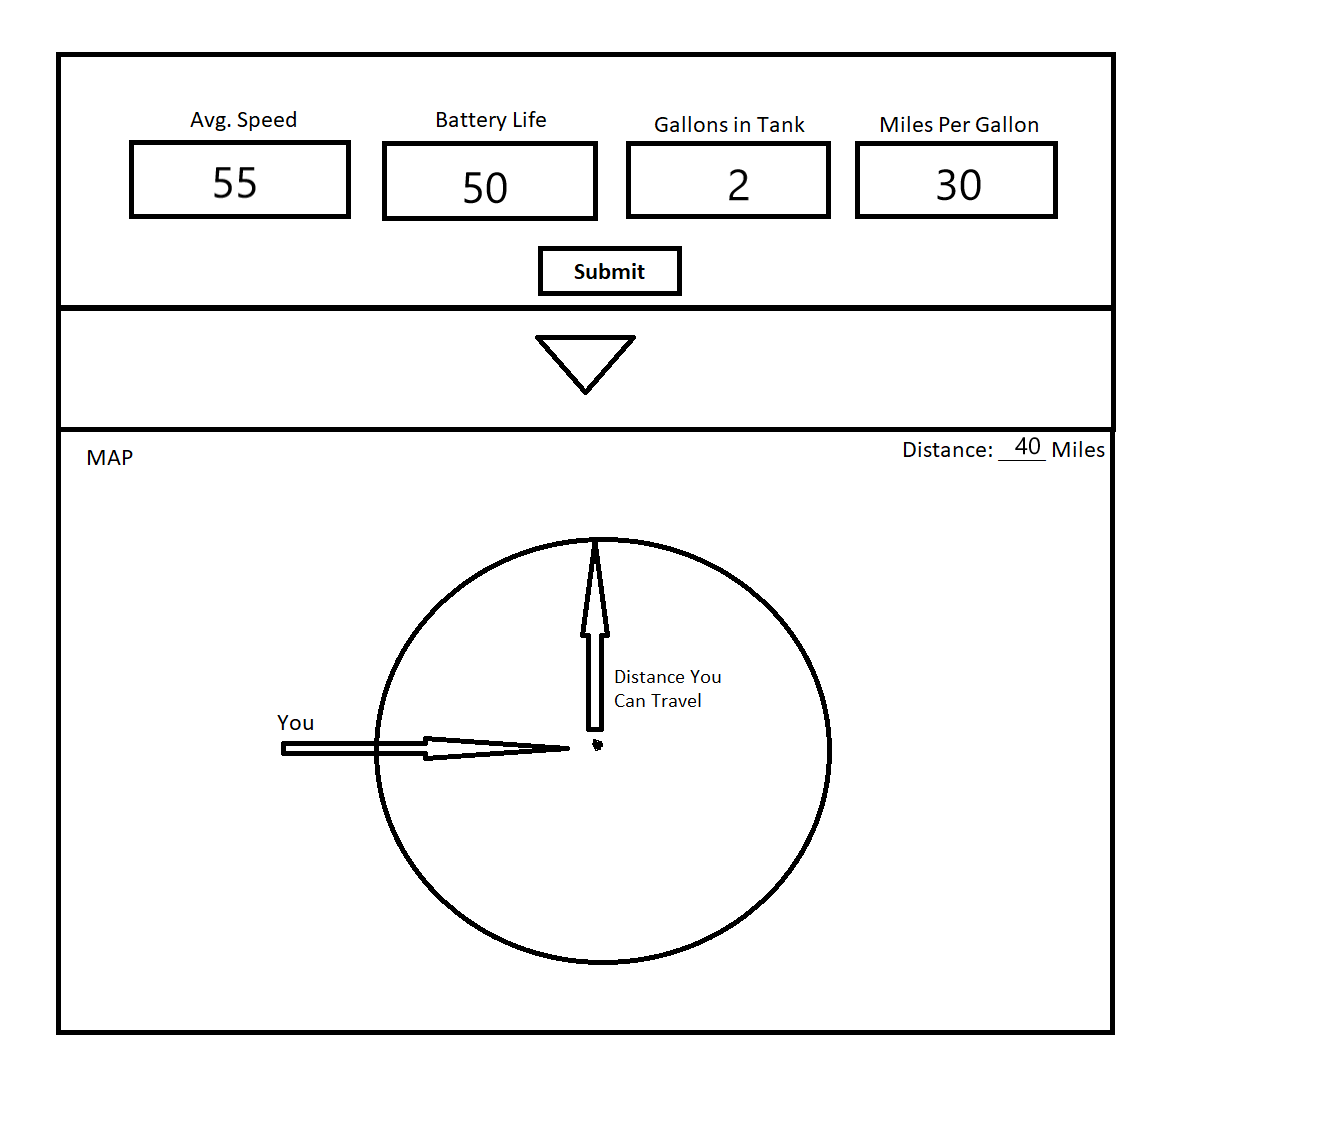 Avg. Speed
Battery Life
Gallons in Tank
Miles Per Gallon
55
50
2
30
Submit
MAP
Distance: 40 Miles
Distance You
Can Travel
You